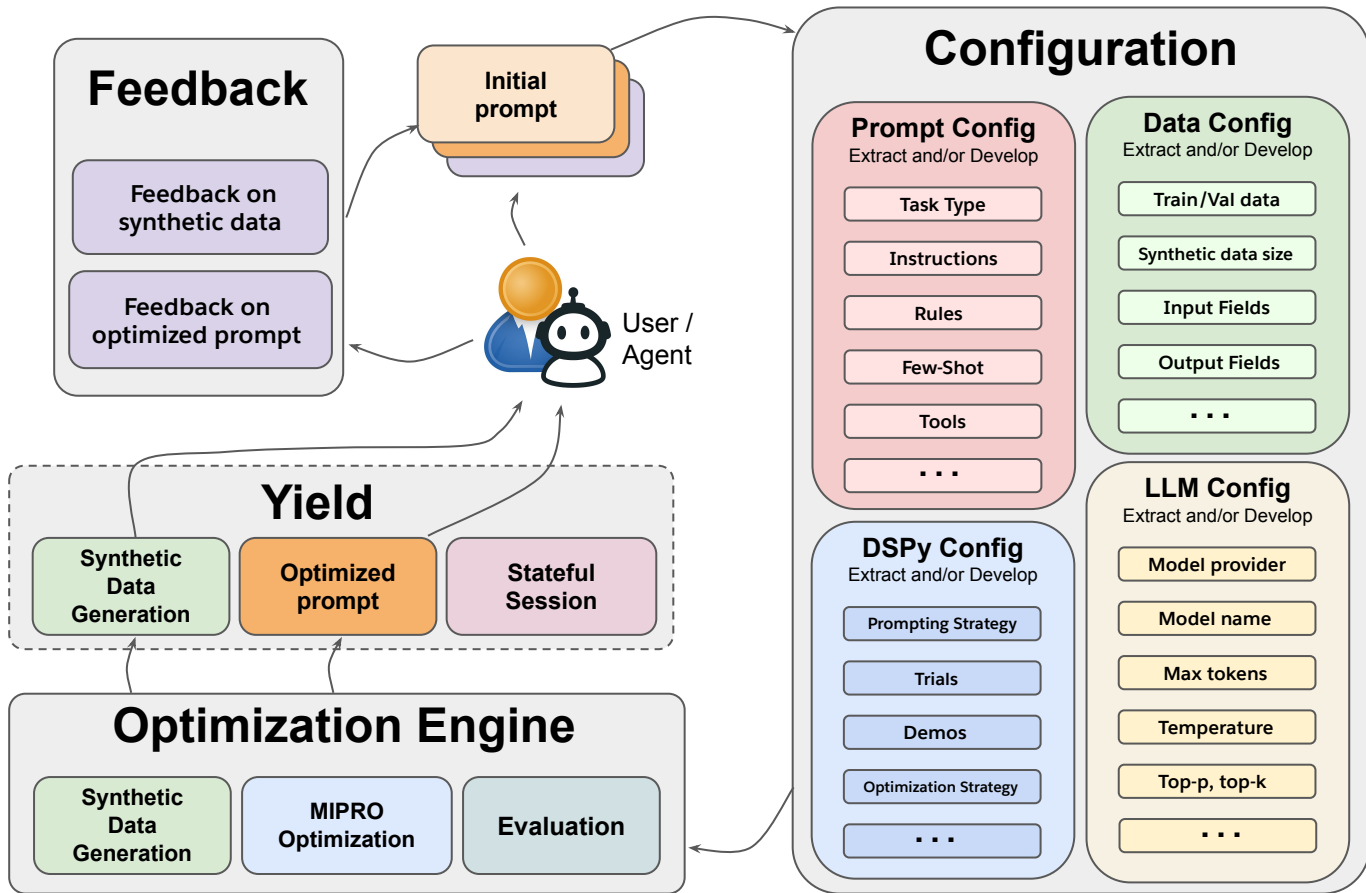 Feedback
Feedback on
synthetic data
Feedback on
optimized prompt
Initial
prompt
User /
Agent
Yield
Synthetic
Data
Generation
Optimized
prompt
Stateful
Session
Optimization Engine
Synthetic
Data
Generation
MIPRO
Optimization
Evaluation
Configuration
Prompt Config
Extract and/or Develop
Task Type
Instructions
Rules
Few-Shot
Tools
...
Data Config
Extract and/or Develop
Train/Val data
Synthetic data size
Input Fields
Output Fields
...
DSPy Config
Extract and/or Develop
Prompting Strategy
Trials
Demos
Optimization Strategy
...
LLM Config
Extract and/or Develop
Model provider
Model name
Max tokens
Temperature
Top-p, top-k
...